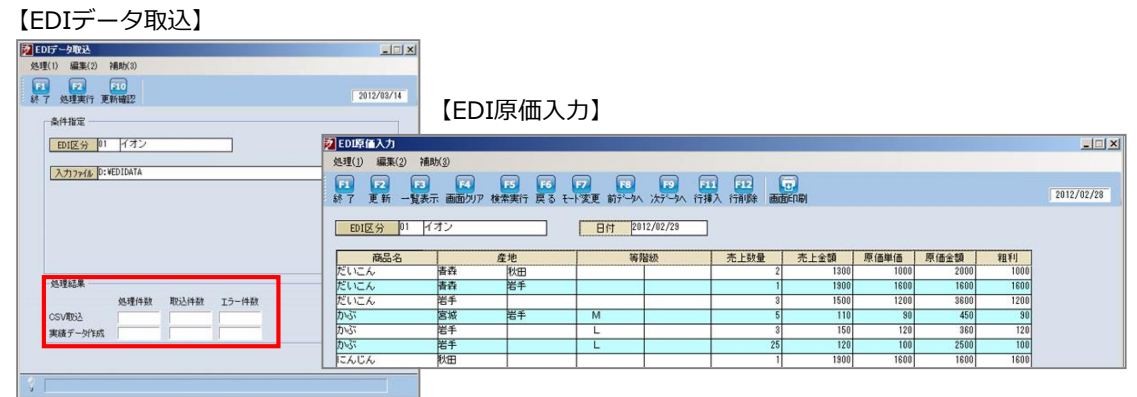 【EDIデータ取込】
EDIデータ取込
処理(1) 編集(2) 補助(3)
F1 F2 F10
終了 処理実行 更新確認
2012/03/14
条件指定
EDI区分 01 イオン
入力ファイル D:¥EDIDATA
処理結果
処理件数 取込件数 エラー件数
CSV取込
実績データ作成
【EDI原価入力】
EDI原価入力
処理(1) 編集(2) 補助(3)
F1 F2 F3 F4 F5 F6 F7 F8 F9 F11 F12
終了 更新 一覧表示 画面クリア 検索実行 戻る モード変更 前データへ 次データへ 行挿入 行削除 画面印刷
2012/02/28
EDI区分 01 イオン 日付 2012/02/29
商品名 産地 等階級 売上数量 売上金額 原価単価 原価金額 粗利
だいこん 青森 秋田 2 1300 1000 2000 1000
だいこん 青森 岩手 1 1900 1600 1600 1600
だいこん 岩手 3 1500 1200 3600 1200
かぶ 宮城 岩手 M 5 110 90 450 90
かぶ 岩手 L 3 150 120 360 120
かぶ 岩手 L 25 120 100 2500 100
にんじん 秋田 1 1900 1600 1600 1600